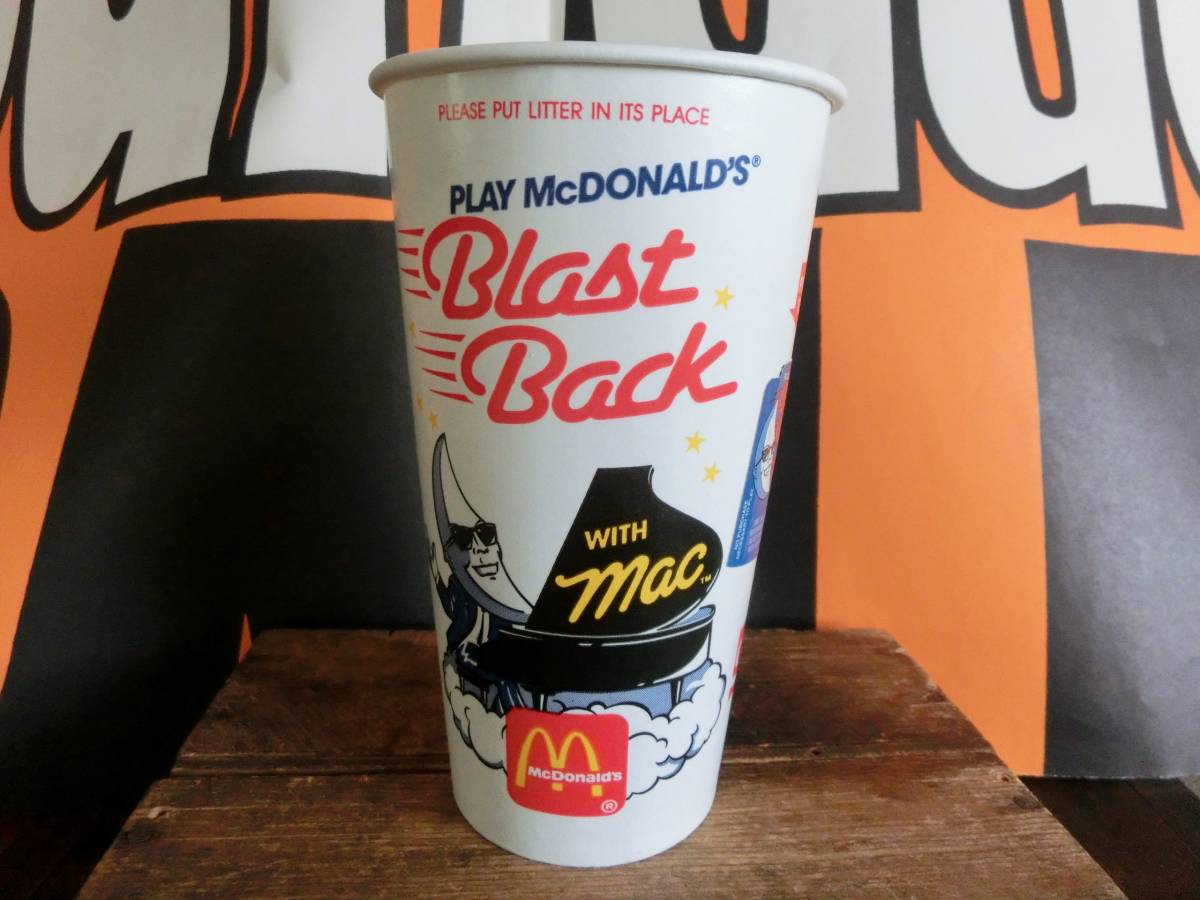 PLEASE PUT LITTER IN ITS PLACE
PLAY McDONALD'S®
Blast
Back
WITH
mac™
McDonald's
®